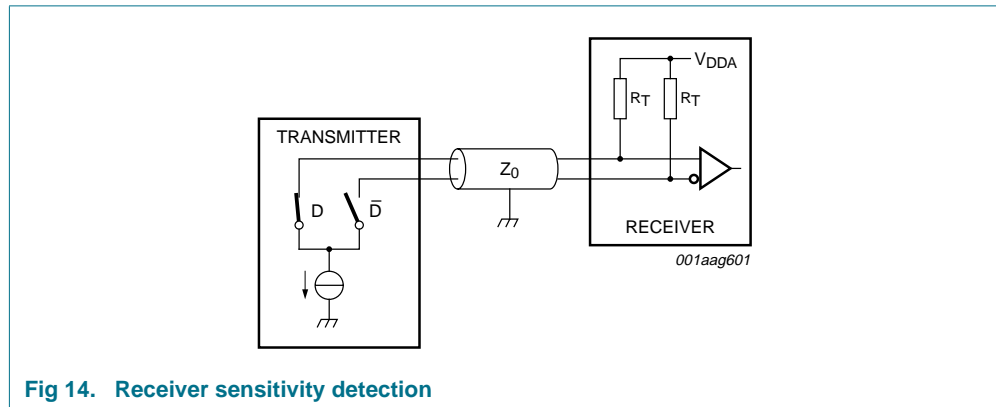 VDDA
RT RT
TRANSMITTER
Z0
D D̅
RECEIVER
001aag601
Fig 14. Receiver sensitivity detection